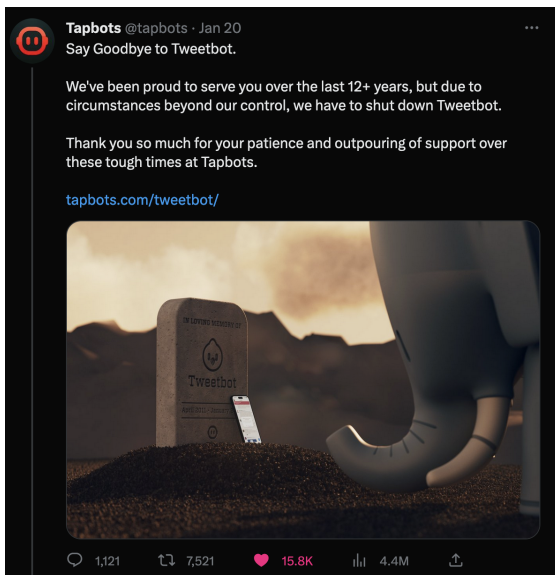 Tapbots @tapbots · Jan 20
Say Goodbye to Tweetbot.
We've been proud to serve you over the last 12+ years, but due to
circumstances beyond our control, we have to shut down Tweetbot.
Thank you so much for your patience and outpouring of support over
these tough times at Tapbots.
tapbots.com/tweetbot/
IN LOVING MEMORY OF
Tweetbot
1,121 7,521 15.8K 4.4M